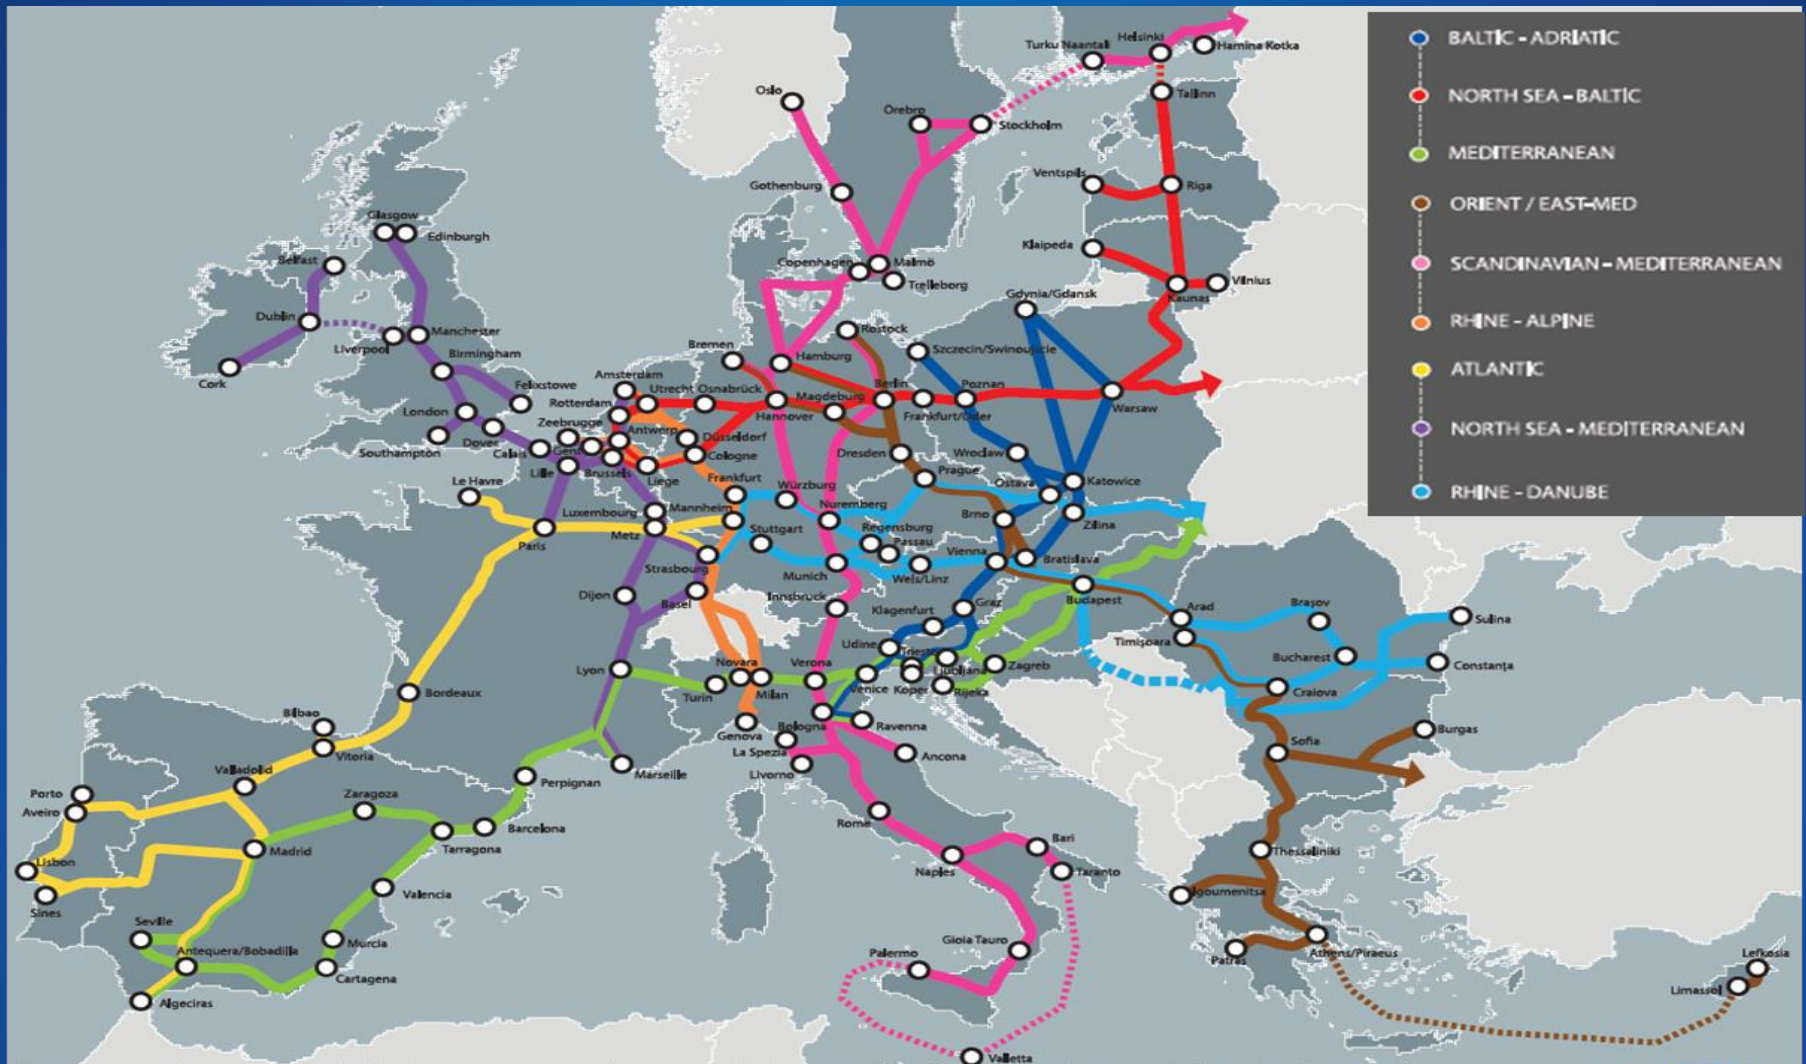 BALTIC - ADRIATIC
NORTH SEA - BALTIC
MEDITERRANEAN
ORIENT / EAST-MED
SCANDINAVIAN - MEDITERRANEAN
RHINE - ALPINE
ATLANTIC
NORTH SEA - MEDITERRANEAN
RHINE - DANUBE
Turku Naantali
Helsinki
Hamina Kotka
Oslo
Örebro
Stockholm
Tallinn
Gothenburg
Ventspils
Riga
Glasgow
Edinburgh
Belfast
Klaipeda
Copenhagen
Malmö
Trelleborg
Kaunas
Vilnius
Gdynia/Gdansk
Dublin
Liverpool
Manchester
Birmingham
Cork
Rostock
Bremen
Hamburg
Szczecin/Swinoujscie
Felixstowe
Amsterdam
Utrecht
Osnabrück
Magdeburg
Berlin
Poznan
London
Rotterdam
Hannover
Frankfurt/Oder
Warsaw
Zeebrugge
Antwerp
Düsseldorf
Southampton
Dover
Calais
Gent
Lille
Brussels
Cologne
Dresden
Wroclaw
Le Havre
Liege
Frankfurt
Würzburg
Prague
Ostava
Katowice
Luxembourg
Mannheim
Nuremberg
Paris
Metz
Stuttgart
Regensburg
Passau
Brno
Zilina
Strasbourg
Munich
Wels/Linz
Vienna
Bratislava
Dijon
Basel
Innsbruck
Klagenfurt
Graz
Budapest
Arad
Braşov
Sulina
Udine
Trieste
Timişoara
Bucharest
Constanţa
Lyon
Novara
Verona
Ljubljana
Zagreb
Turin
Milan
Venice
Koper
Rijeka
Craiova
Bordeaux
Bilbao
Genova
Bologna
Ravenna
Burgas
Vitoria
La Spezia
Ancona
Sofia
Valladolid
Marseille
Livorno
Porto
Zaragoza
Perpignan
Aveiro
Rome
Barcelona
Madrid
Tarragona
Bari
Thessaliniki
Lisbon
Naples
Taranto
Sines
Valencia
Igoumenitsa
Seville
Antequera/Bobadilla
Murcia
Gioia Tauro
Palermo
Patras
Athens/Piraeus
Lefkosia
Cartagena
Limassol
Algeciras
Valletta